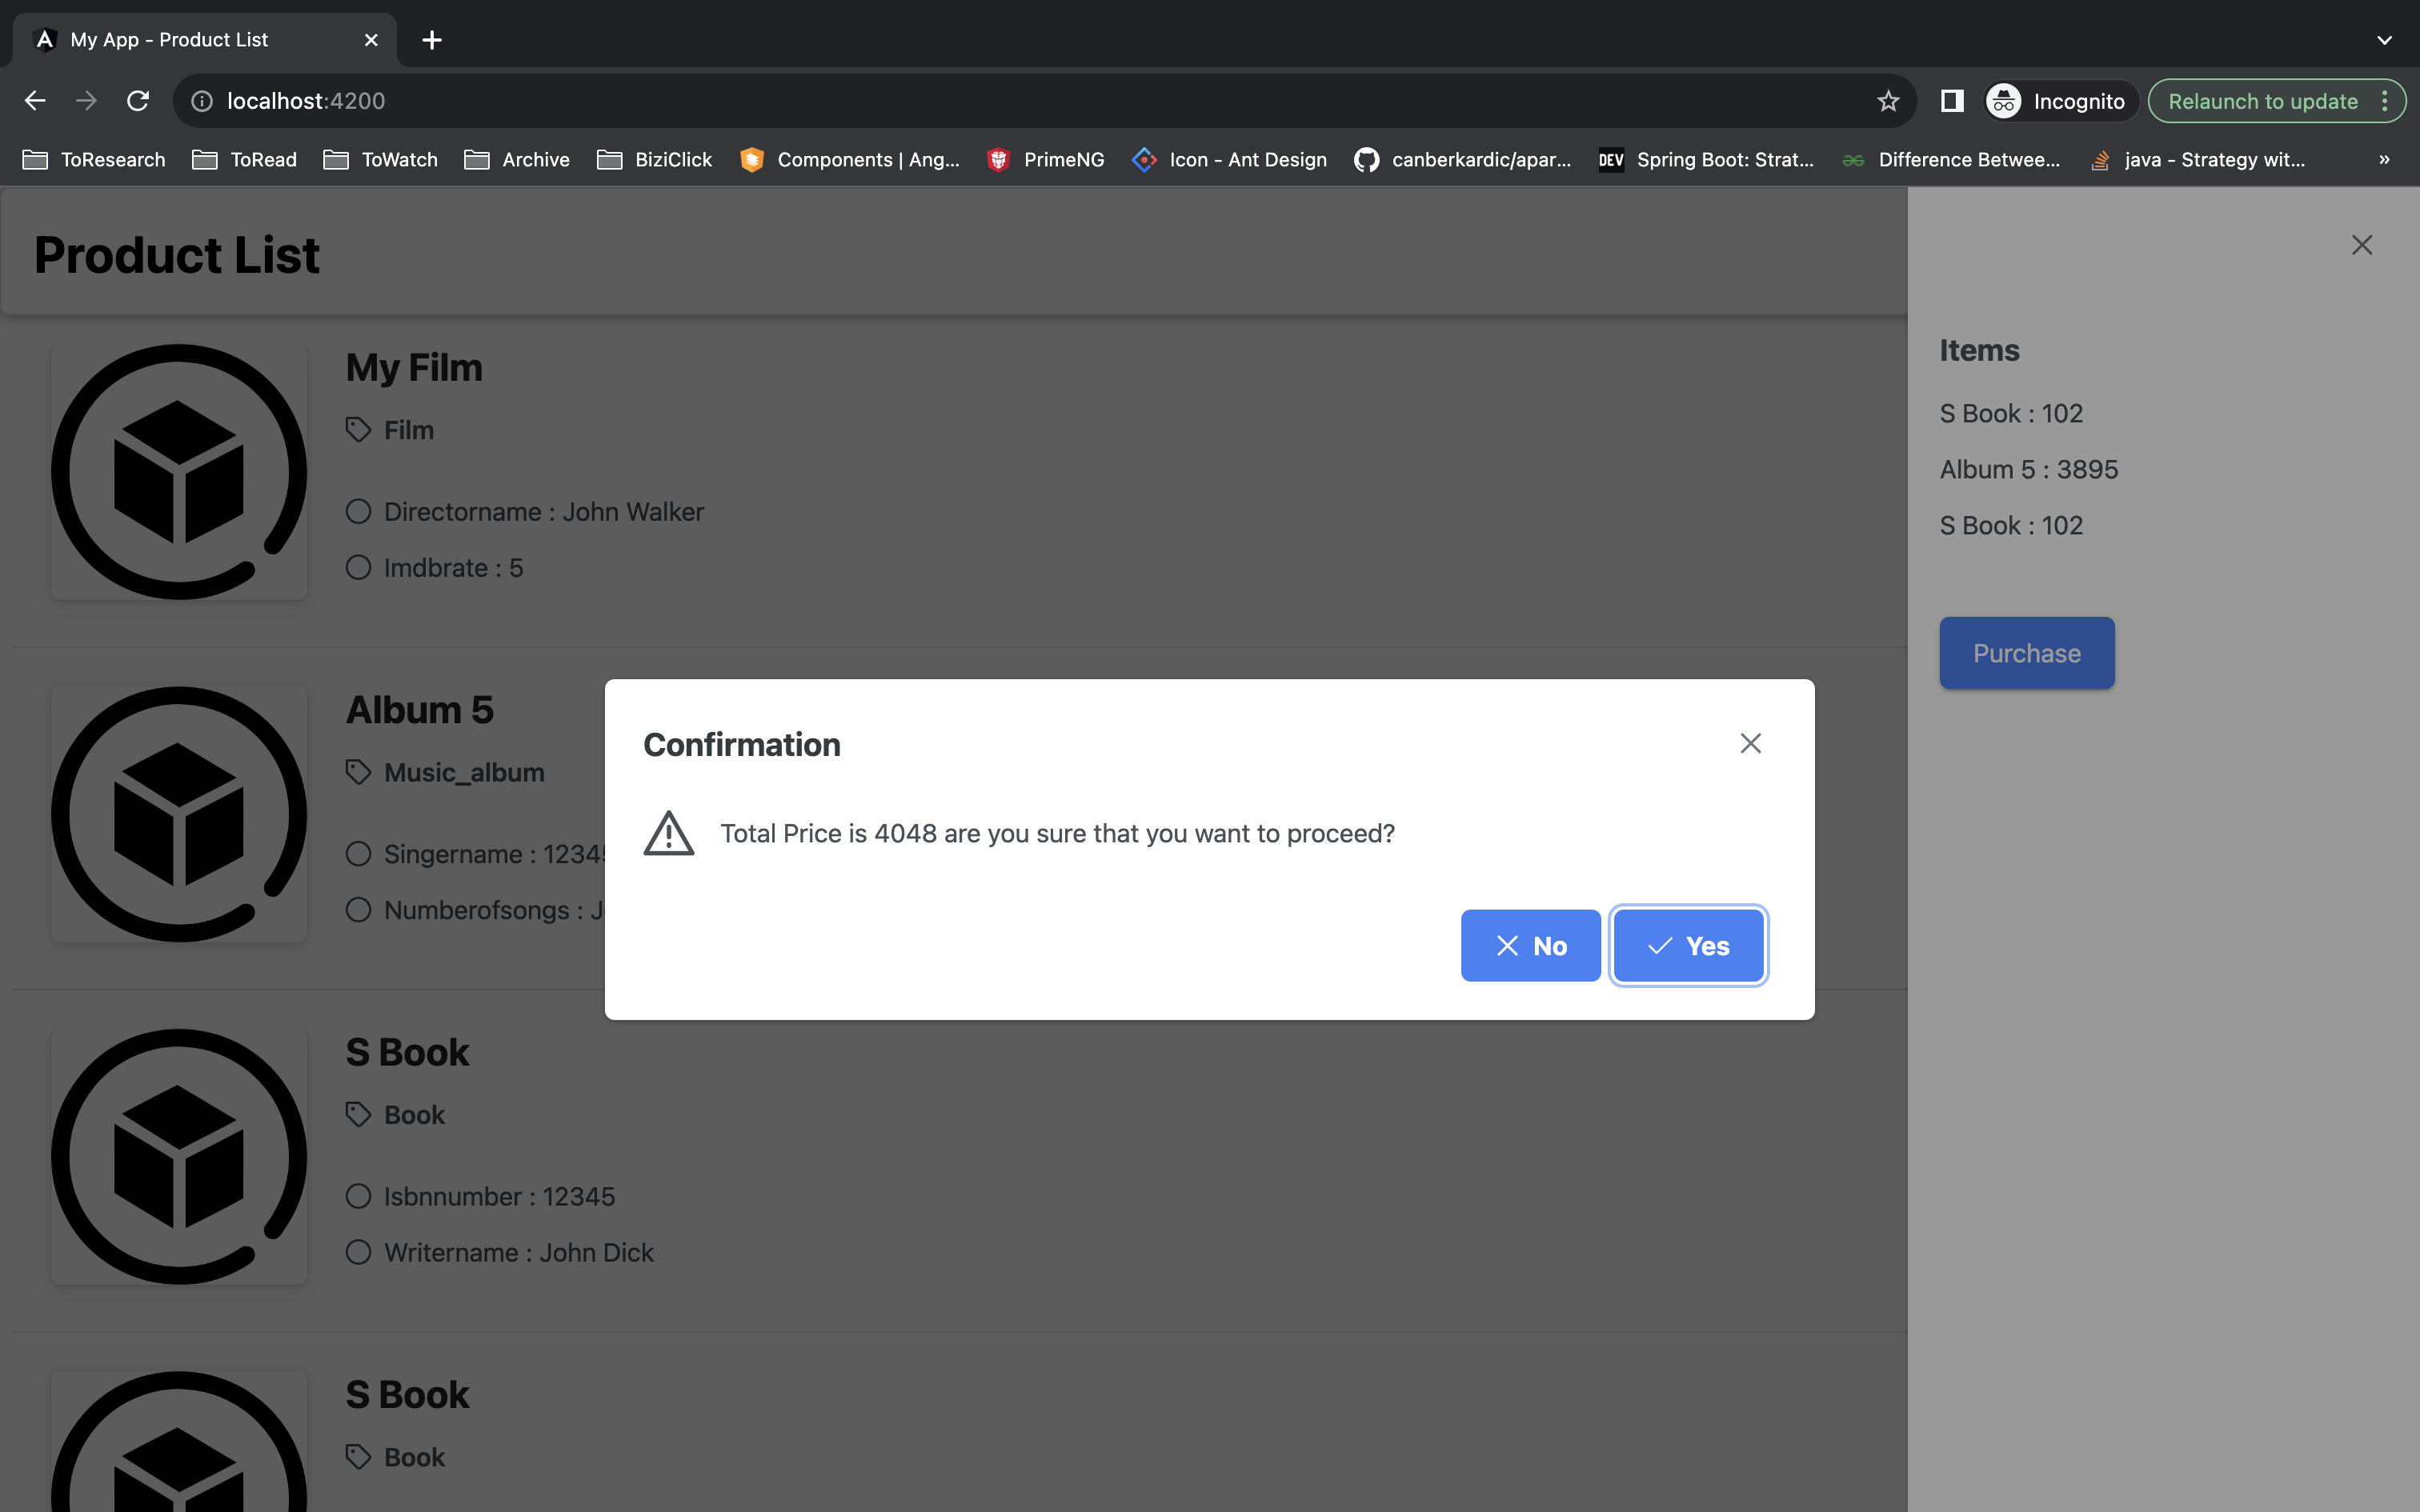 My App - Product List
localhost:4200
Incognito
Relaunch to update
ToResearch
ToRead
ToWatch
Archive
BiziClick
Components | Ang...
PrimeNG
Icon - Ant Design
canberkardic/apar...
DEV
Spring Boot: Strat...
Difference Betwee...
java - Strategy wit...
»
Product List
My Film
Film
Directorname : John Walker
Imdbrate : 5
Album 5
Music_album
Singername : 1234
Numberofsongs : J
S Book
Book
Isbnnumber : 12345
Writername : John Dick
S Book
Book
Items
S Book : 102
Album 5 : 3895
S Book : 102
Purchase
Confirmation
Total Price is 4048 are you sure that you want to proceed?
No
Yes